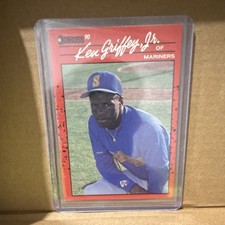 DONRUSS '90
Ken Griffey, Jr.
OF
MARINERS
S